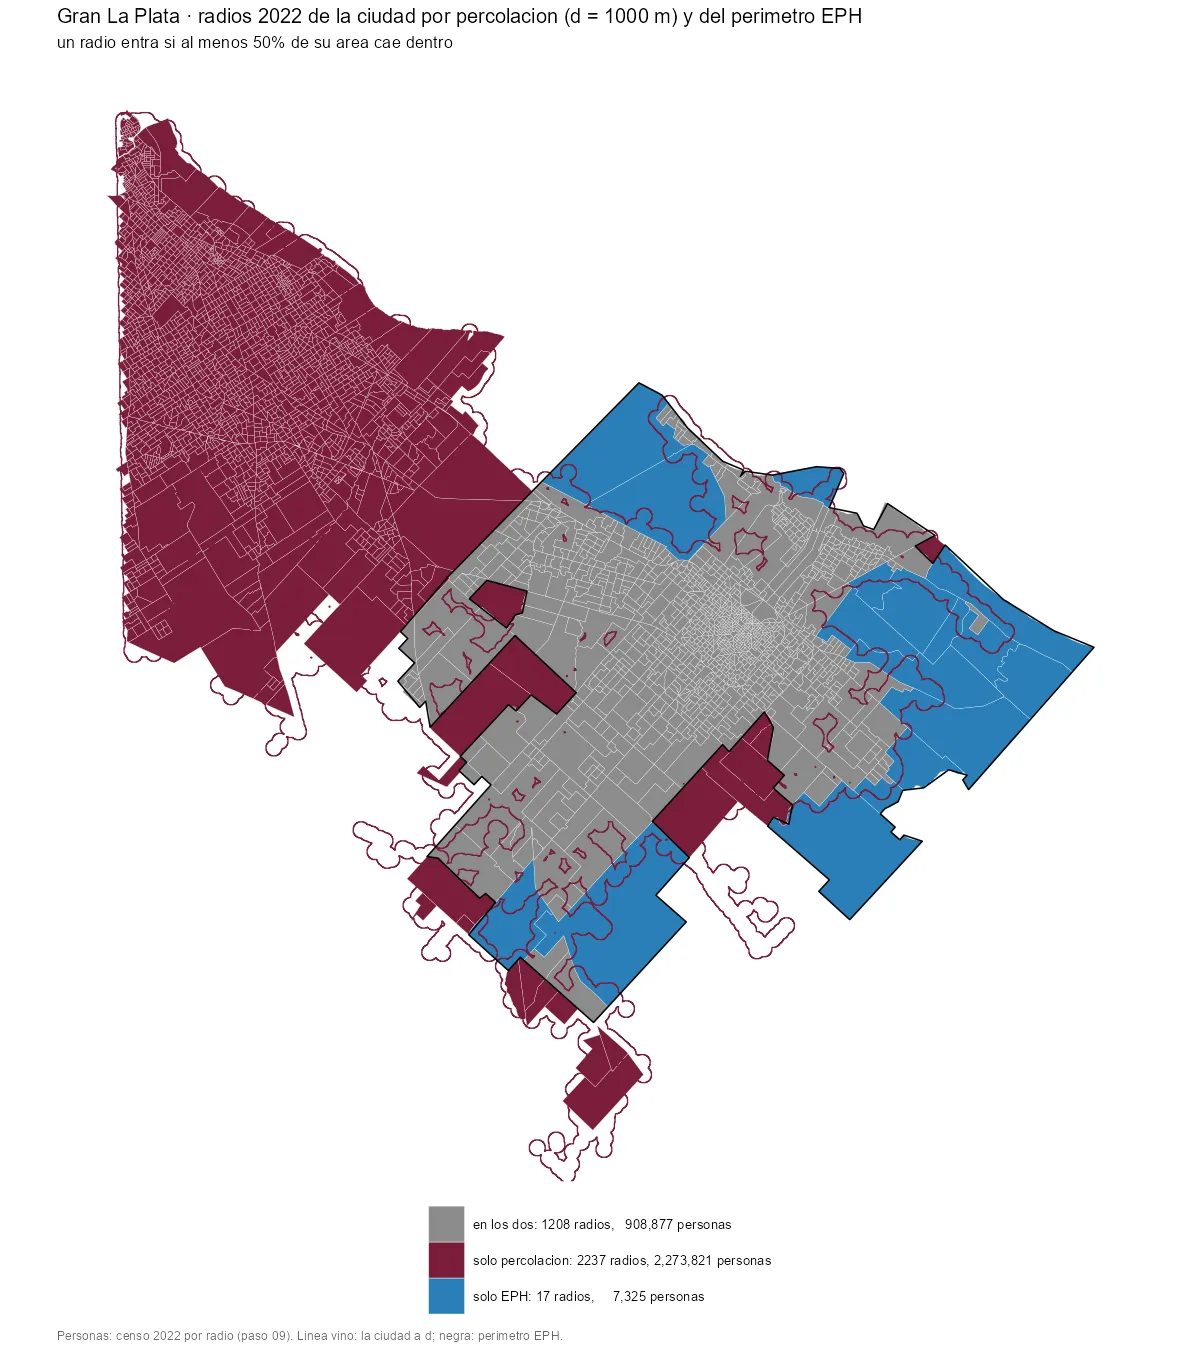 Gran La Plata · radios 2022 de la ciudad por percolacion (d = 1000 m) y del perimetro EPH
un radio entra si al menos 50% de su area cae dentro
en los dos: 1208 radios, 908,877 personas
solo percolacion: 2237 radios, 2,273,821 personas
solo EPH: 17 radios, 7,325 personas
Personas: censo 2022 por radio (paso 09). Linea vino: la ciudad a d; negra: perimetro EPH.